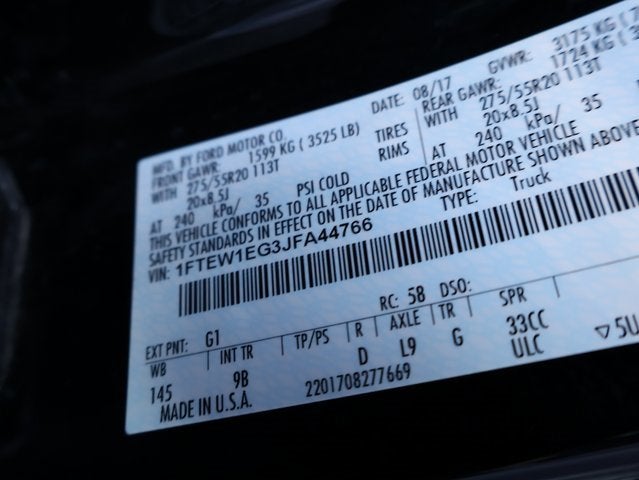 MFD. BY FORD MOTOR CO. DATE: 08/17 GVWR: 3175 KG (
FRONT GAWR: 1599 KG ( 3525 LB) REAR GAWR: 1724 KG (
WITH 275/55R20 113T TIRES WITH 275/55R20 113T
20x8.5J RIMS 20x8.5J
AT 240 kPa/ 35 PSI COLD AT 240 kPa/ 35
THIS VEHICLE CONFORMS TO ALL APPLICABLE FEDERAL MOTOR VEHICLE
SAFETY STANDARDS IN EFFECT ON THE DATE OF MANUFACTURE SHOWN ABOVE
VIN: 1FTEW1EG3JFA44766 TYPE: Truck
EXT PNT: G1 RC: 58 DSO:
WB INT TR TP/PS R AXLE TR SPR
145 9B D L9 G 33CC
MADE IN U.S.A. 2201708277669 ULC ▽ 5U